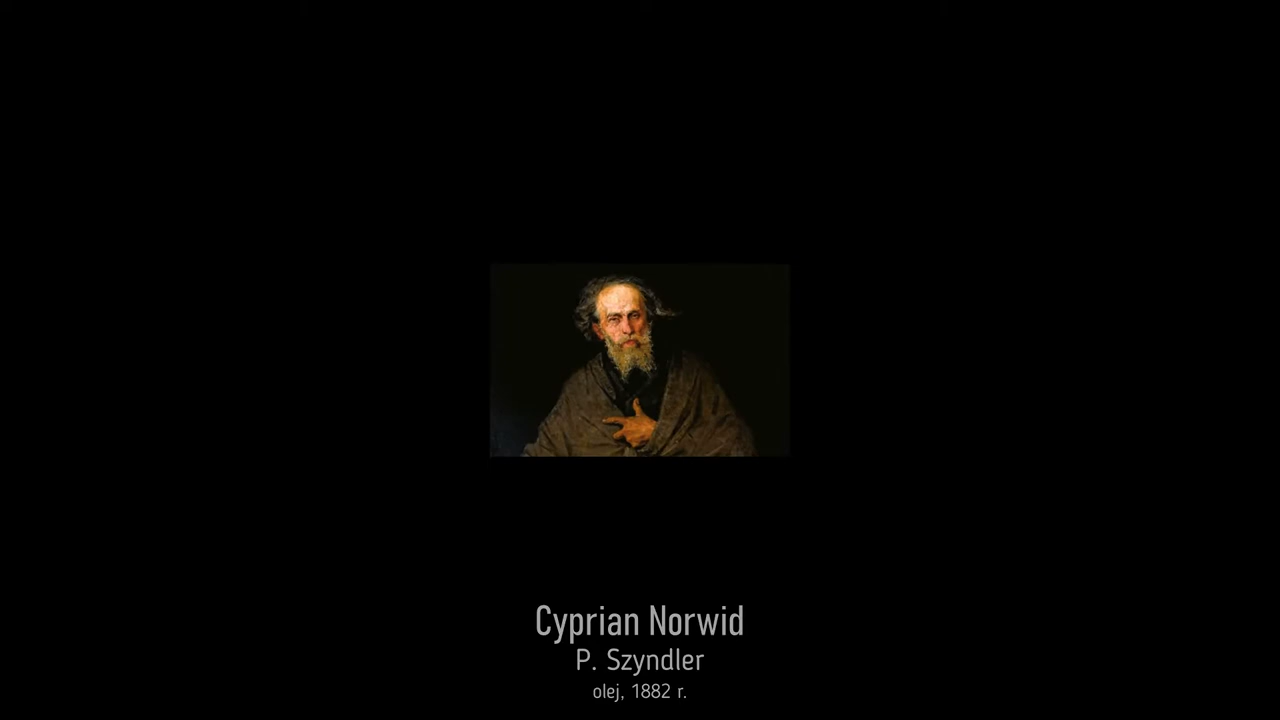 Cyprian Norwid
P. Szyndler
olej, 1882 r.